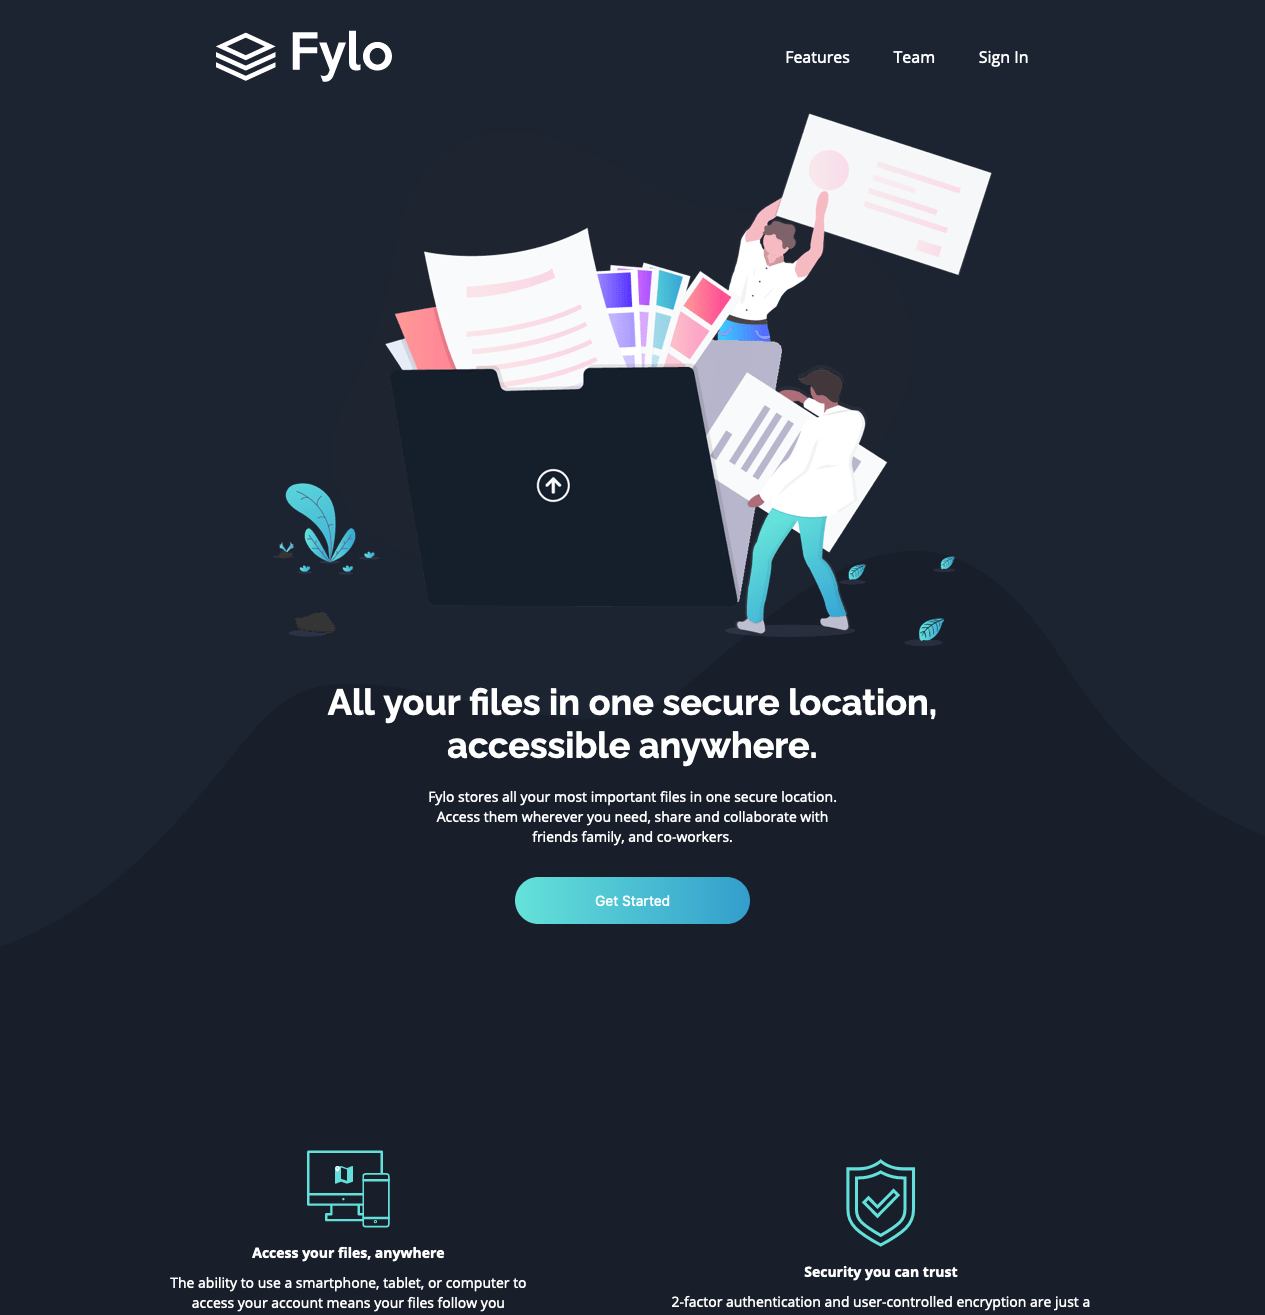 Fylo
Features Team Sign In
All your files in one secure location,
accessible anywhere.
Fylo stores all your most important files in one secure location.
Access them wherever you need, share and collaborate with
friends family, and co-workers.
Get Started
Access your files, anywhere
The ability to use a smartphone, tablet, or computer to
access your account means your files follow you
Security you can trust
2-factor authentication and user-controlled encryption are just a